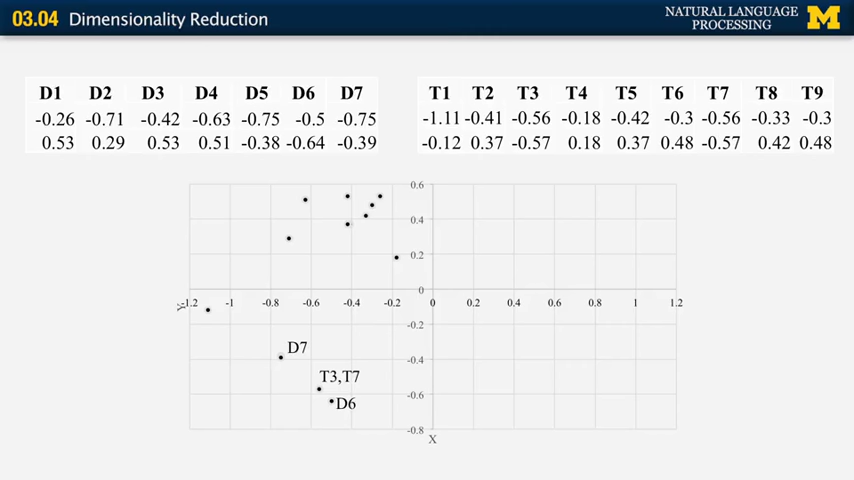 03.04 Dimensionality Reduction
NATURAL LANGUAGE
PROCESSING
M
D1 D2 D3 D4 D5 D6 D7
-0.26 -0.71 -0.42 -0.63 -0.75 -0.5 -0.75
0.53 0.29 0.53 0.51 -0.38 -0.64 -0.39
T1 T2 T3 T4 T5 T6 T7 T8 T9
-1.11 -0.41 -0.56 -0.18 -0.42 -0.3 -0.56 -0.33 -0.3
-0.12 0.37 -0.57 0.18 0.37 0.48 -0.57 0.42 0.48
0.6
0.4
0.2
0
Y -1.2 -1 -0.8 -0.6 -0.4 -0.2 0 0.2 0.4 0.6 0.8 1 1.2
-0.2
D7
-0.4
T3,T7
-0.6
D6
-0.8
X